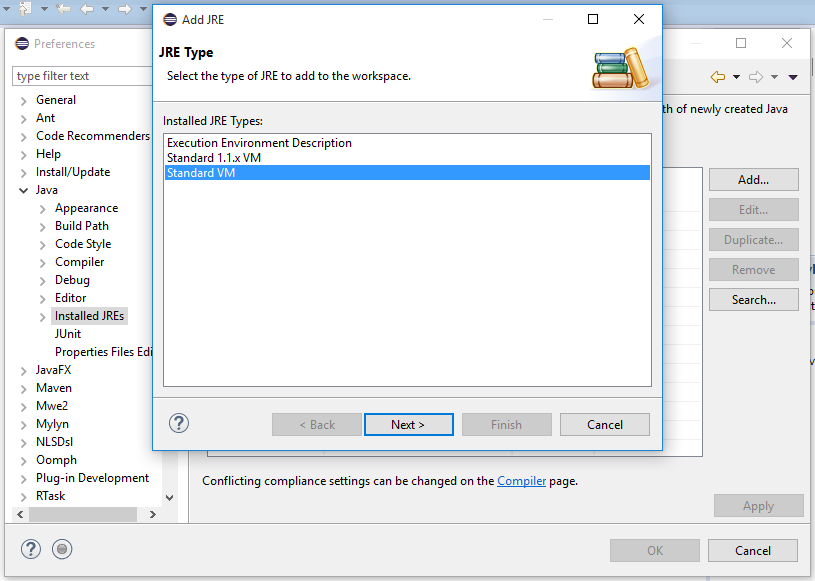 Add JRE
Preferences
JRE Type
Select the type of JRE to add to the workspace.
type filter text
General
Ant
Code Recommenders
Help
Install/Update
Java
Appearance
Build Path
Code Style
Compiler
Debug
Editor
Installed JREs
JUnit
Properties Files Edi
JavaFX
Maven
Mwe2
Mylyn
NLSDsl
Oomph
Plug-in Development
RTask
Installed JRE Types:
Execution Environment Description
Standard 1.1.x VM
Standard VM
< Back
Next >
Finish
Cancel
th of newly created Java
Add...
Edit...
Duplicate...
Remove
Search...
Conflicting compliance settings can be changed on the Compiler page.
Apply
OK
Cancel